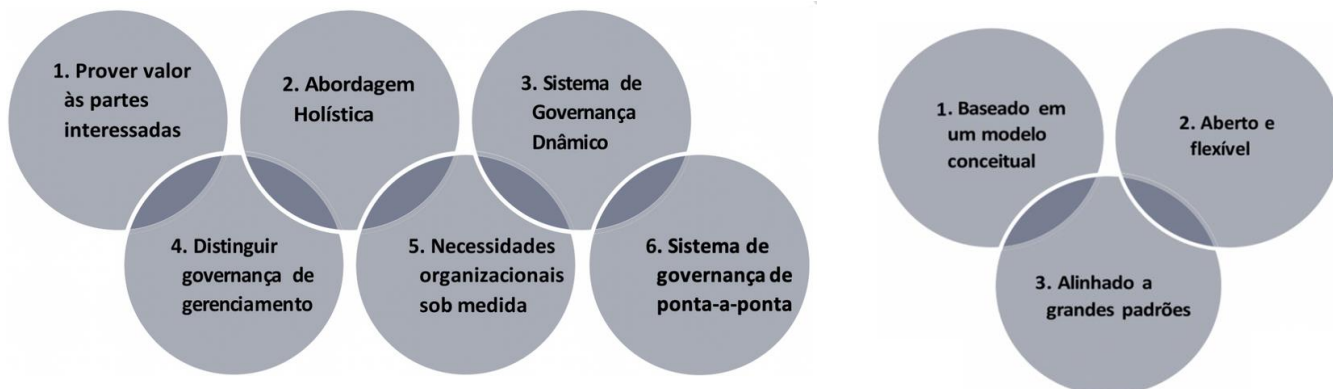 1. Prover valor
às partes
interessadas
2. Abordagem
Holística
3. Sistema de
Governança
Dnâmico
4. Distinguir
governança de
gerenciamento
5. Necessidades
organizacionais
sob medida
6. Sistema de
governança de
ponta-a-ponta
1. Baseado em
um modelo
conceitual
2. Aberto e
flexível
3. Alinhado a
grandes padrões